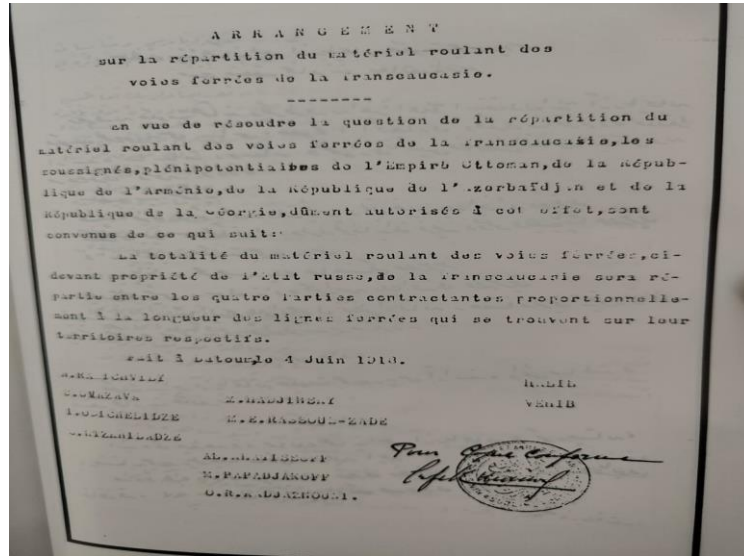 A R R A N G E M E N T
sur la répartition du matériel roulant des
voies ferrées de la Transcaucasie.
--------
En vue de résoudre la question de la répartition du
matériel roulant des voies ferrées de la Transcaucasie,les
soussignés,plénipotentiaires de l'Empire Ottoman,de la Répub-
lique de l'Arménie,de la République de l'Azerbaïdjan et de la
République de la Géorgie,dûment autorisés à cet effet,sont
convenus de ce qui suit:
La totalité du matériel roulant des voies ferrées,ci-
devant propriété de l'Etat russe,de la Transcaucasie sera ré-
partie entre les quatre Parties contractantes proportionnelle-
ment à la longueur des lignes ferrées qui se trouvent sur leur
territoires respectifs.
Fait à Batoum,le 4 Juin 1918.
HALIL
VEHIB
M.E.RASSOUL-ZADE
M.PAPADJANOFF
Pour Copie Conforme